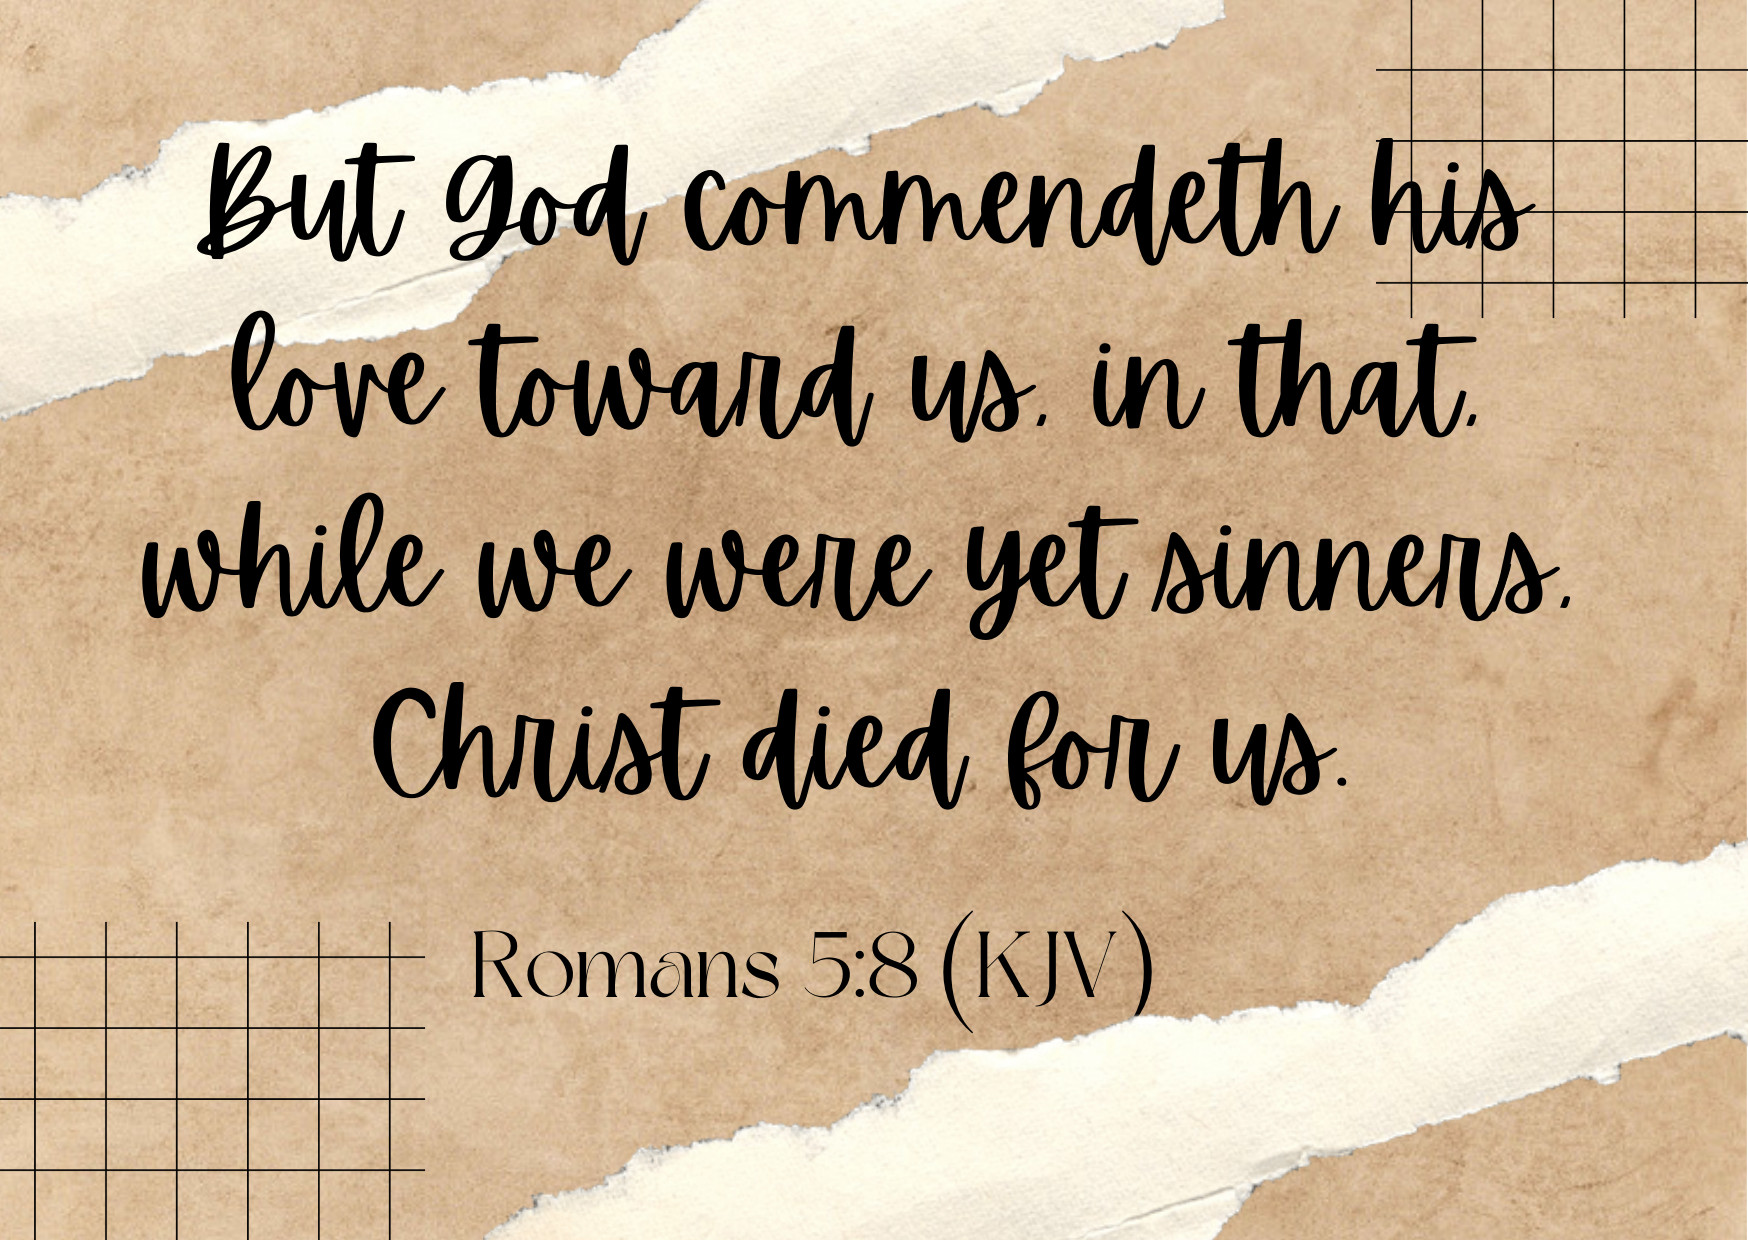 But God commendeth his
love toward us, in that,
while we were yet sinners,
Christ died for us.
Romans 5:8 (KJV)